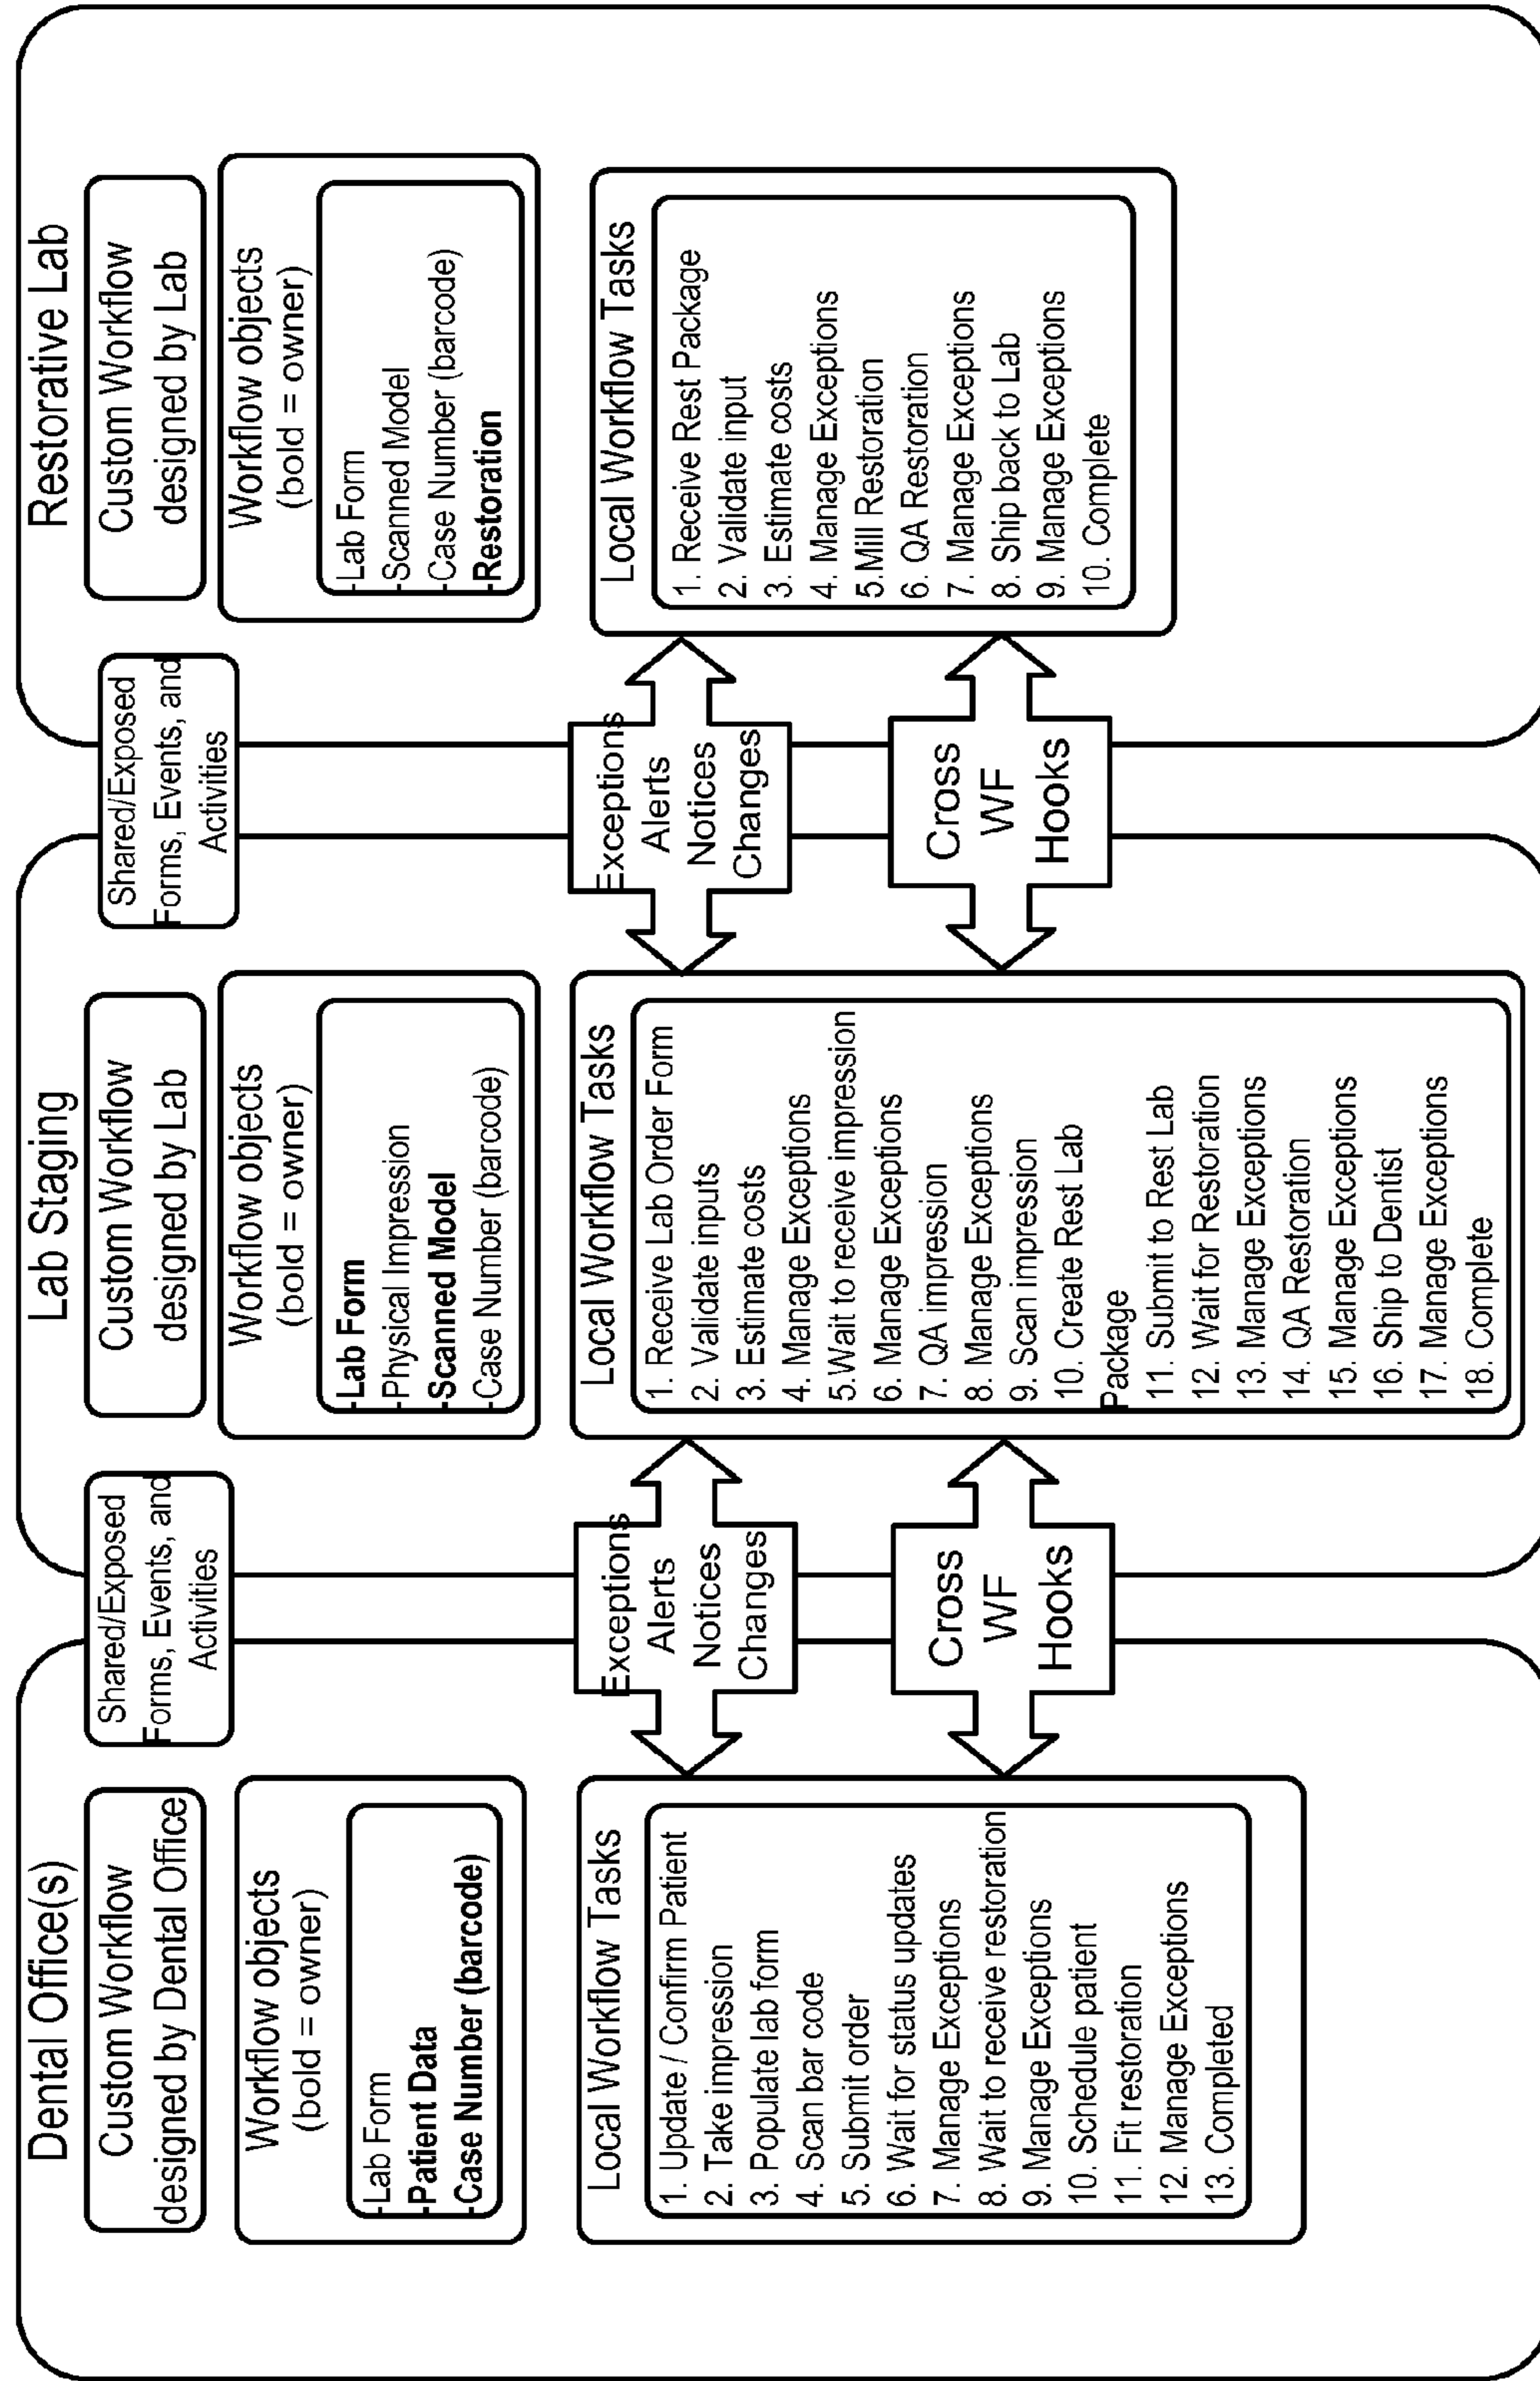 Dental Office(s)
Custom Workflow
designed by Dental Office
Workflow objects
(bold = owner)
-Lab Form
-Patient Data
-Case Number (barcode)
Local Workflow Tasks
1. Update / Confirm Patient
2. Take impression
3. Populate lab form
4. Scan bar code
5. Submit order
6. Wait for status updates
7. Manage Exceptions
8. Wait to receive restoration
9. Manage Exceptions
10. Schedule patient
11. Fit restoration
12. Manage Exceptions
13. Completed
Shared/Exposed
Forms, Events, and
Activities
Exceptions
Alerts
Notices
Changes
Cross
WF
Hooks
Lab Staging
Custom Workflow
designed by Lab
Workflow objects
(bold = owner)
-Lab Form
-Physical Impression
-Scanned Model
-Case Number (barcode)
Local Workflow Tasks
1. Receive Lab Order Form
2. Validate inputs
3. Estimate costs
4. Manage Exceptions
5.Wait to receive impression
6. Manage Exceptions
7. QA impression
8. Manage Exceptions
9. Scan impression
10. Create Rest Lab
Package
11. Submit to Rest Lab
12. Wait for Restoration
13. Manage Exceptions
14. QA Restoration
15. Manage Exceptions
16. Ship to Dentist
17. Manage Exceptions
18. Complete
Shared/Exposed
Forms, Events, and
Activities
Exceptions
Alerts
Notices
Changes
Cross
WF
Hooks
Restorative Lab
Custom Workflow
designed by Lab
Workflow objects
(bold = owner)
-Lab Form
-Scanned Model
-Case Number (barcode)
-Restoration
Local Workflow Tasks
1. Receive Rest Package
2. Validate input
3. Estimate costs
4. Manage Exceptions
5.Mill Restoration
6. QA Restoration
7. Manage Exceptions
8. Ship back to Lab
9. Manage Exceptions
10. Complete